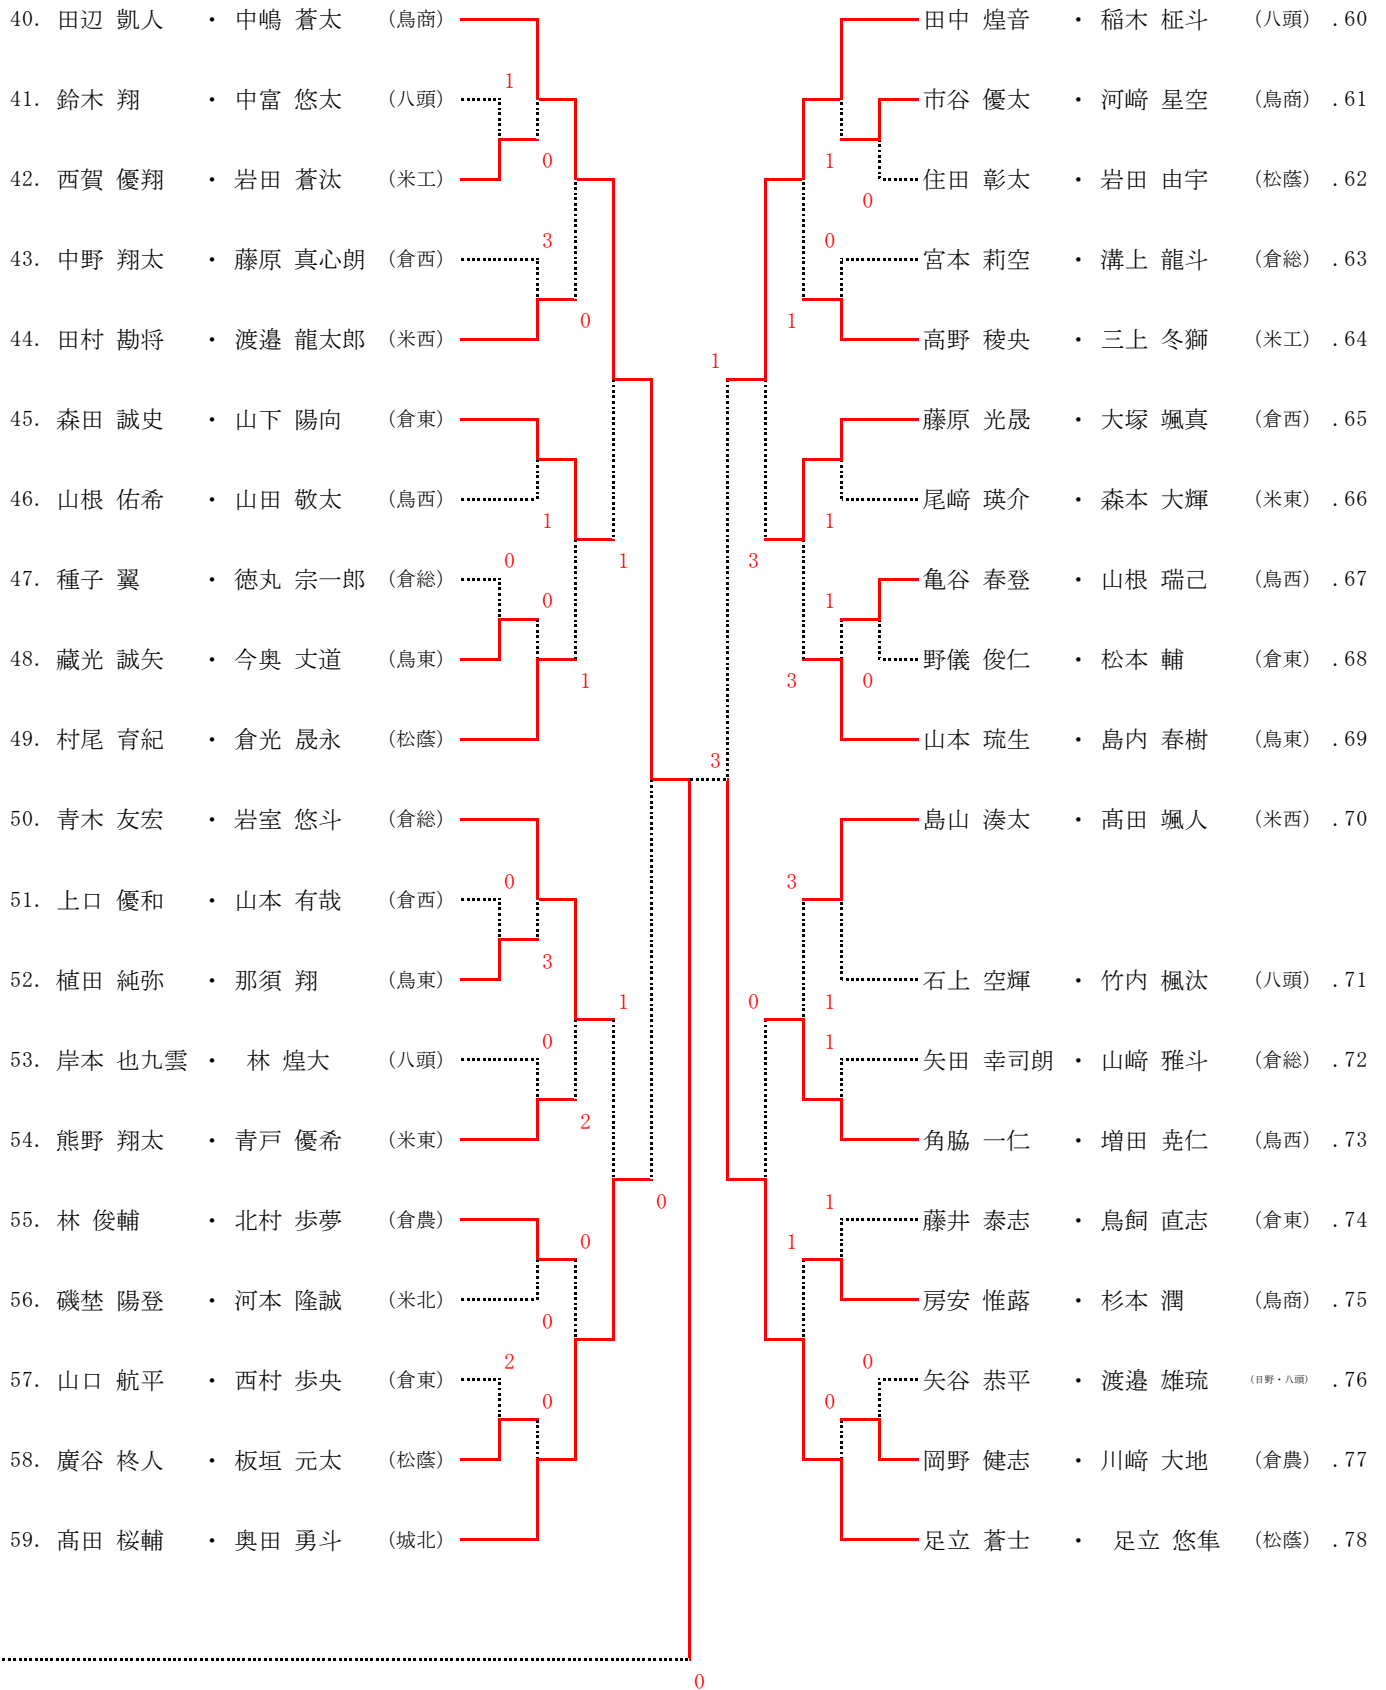 40. 田辺 凱人 ・ 中嶋 蒼太 (鳥商)
1
41. 鈴木 翔 ・ 中富 悠太 (八頭)
0
42. 西賀 優翔 ・ 岩田 蒼汰 (米工)
3
43. 中野 翔太 ・ 藤原 真心朗 (倉西)
0
44. 田村 勘将 ・ 渡邉 龍太郎 (米西)
45. 森田 誠史 ・ 山下 陽向 (倉東)
46. 山根 佑希 ・ 山田 敬太 (鳥西)
1
0
1
47. 種子 翼 ・ 徳丸 宗一郎 (倉総)
0
48. 藏光 誠矢 ・ 今奥 丈道 (鳥東)
1
49. 村尾 育紀 ・ 倉光 晟永 (松蔭)
50. 青木 友宏 ・ 岩室 悠斗 (倉総)
0
51. 上口 優和 ・ 山本 有哉 (倉西)
3
52. 植田 純弥 ・ 那須 翔 (鳥東)
1
0
53. 岸本 也九雲 ・ 林 煌大 (八頭)
2
54. 熊野 翔太 ・ 青戸 優希 (米東)
0
55. 林 俊輔 ・ 北村 歩夢 (倉農)
0
56. 磯埜 陽登 ・ 河本 隆誠 (米北)
0
2
57. 山口 航平 ・ 西村 歩央 (倉東)
0
58. 廣谷 柊人 ・ 板垣 元太 (松蔭)
59. 髙田 桜輔 ・ 奥田 勇斗 (城北)
田中 煌音 ・ 稲木 柾斗 (八頭) .60
市谷 優太 ・ 河﨑 星空 (鳥商) .61
1
住田 彰太 ・ 岩田 由宇 (松蔭) .62
0
0
宮本 莉空 ・ 溝上 龍斗 (倉総) .63
1
高野 稜央 ・ 三上 冬獅 (米工) .64
1
藤原 光晟 ・ 大塚 颯真 (倉西) .65
尾﨑 瑛介 ・ 森本 大輝 (米東) .66
1
3
亀谷 春登 ・ 山根 瑞己 (鳥西) .67
1
野儀 俊仁 ・ 松本 輔 (倉東) .68
3
0
山本 琉生 ・ 島内 春樹 (鳥東) .69
3
島山 湊太 ・ 髙田 颯人 (米西) .70
3
石上 空輝 ・ 竹内 楓汰 (八頭) .71
0
1
1
矢田 幸司朗 ・ 山﨑 雅斗 (倉総) .72
角脇 一仁 ・ 増田 尭仁 (鳥西) .73
1
藤井 泰志 ・ 鳥飼 直志 (倉東) .74
1
房安 惟蕗 ・ 杉本 潤 (鳥商) .75
0
矢谷 恭平 ・ 渡邉 雄琉 (日野・八頭) .76
0
岡野 健志 ・ 川﨑 大地 (倉農) .77
足立 蒼士 ・ 足立 悠隼 (松蔭) .78
0